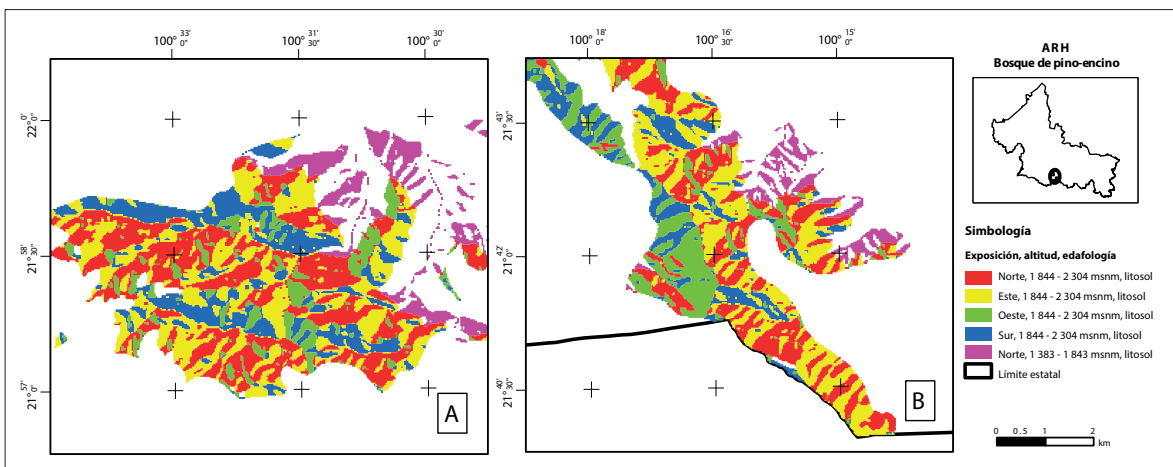 100° 33' 0"
100° 31' 30"
100° 30' 0"
22° 0' 0"
21° 58' 30"
21° 57' 0"
A
100° 18' 0"
100° 16' 30"
100° 15' 0"
21° 43' 30"
21° 42' 0"
21° 40' 30"
B
ARH
Bosque de pino-encino
Simbología
Exposición, altitud, edafología
Norte, 1 844 - 2 304 msnm, litosol
Este, 1 844 - 2 304 msnm, litosol
Oeste, 1 844 - 2 304 msnm, litosol
Sur, 1 844 - 2 304 msnm, litosol
Norte, 1 383 - 1 843 msnm, litosol
Límite estatal
0 0.5 1 2
km